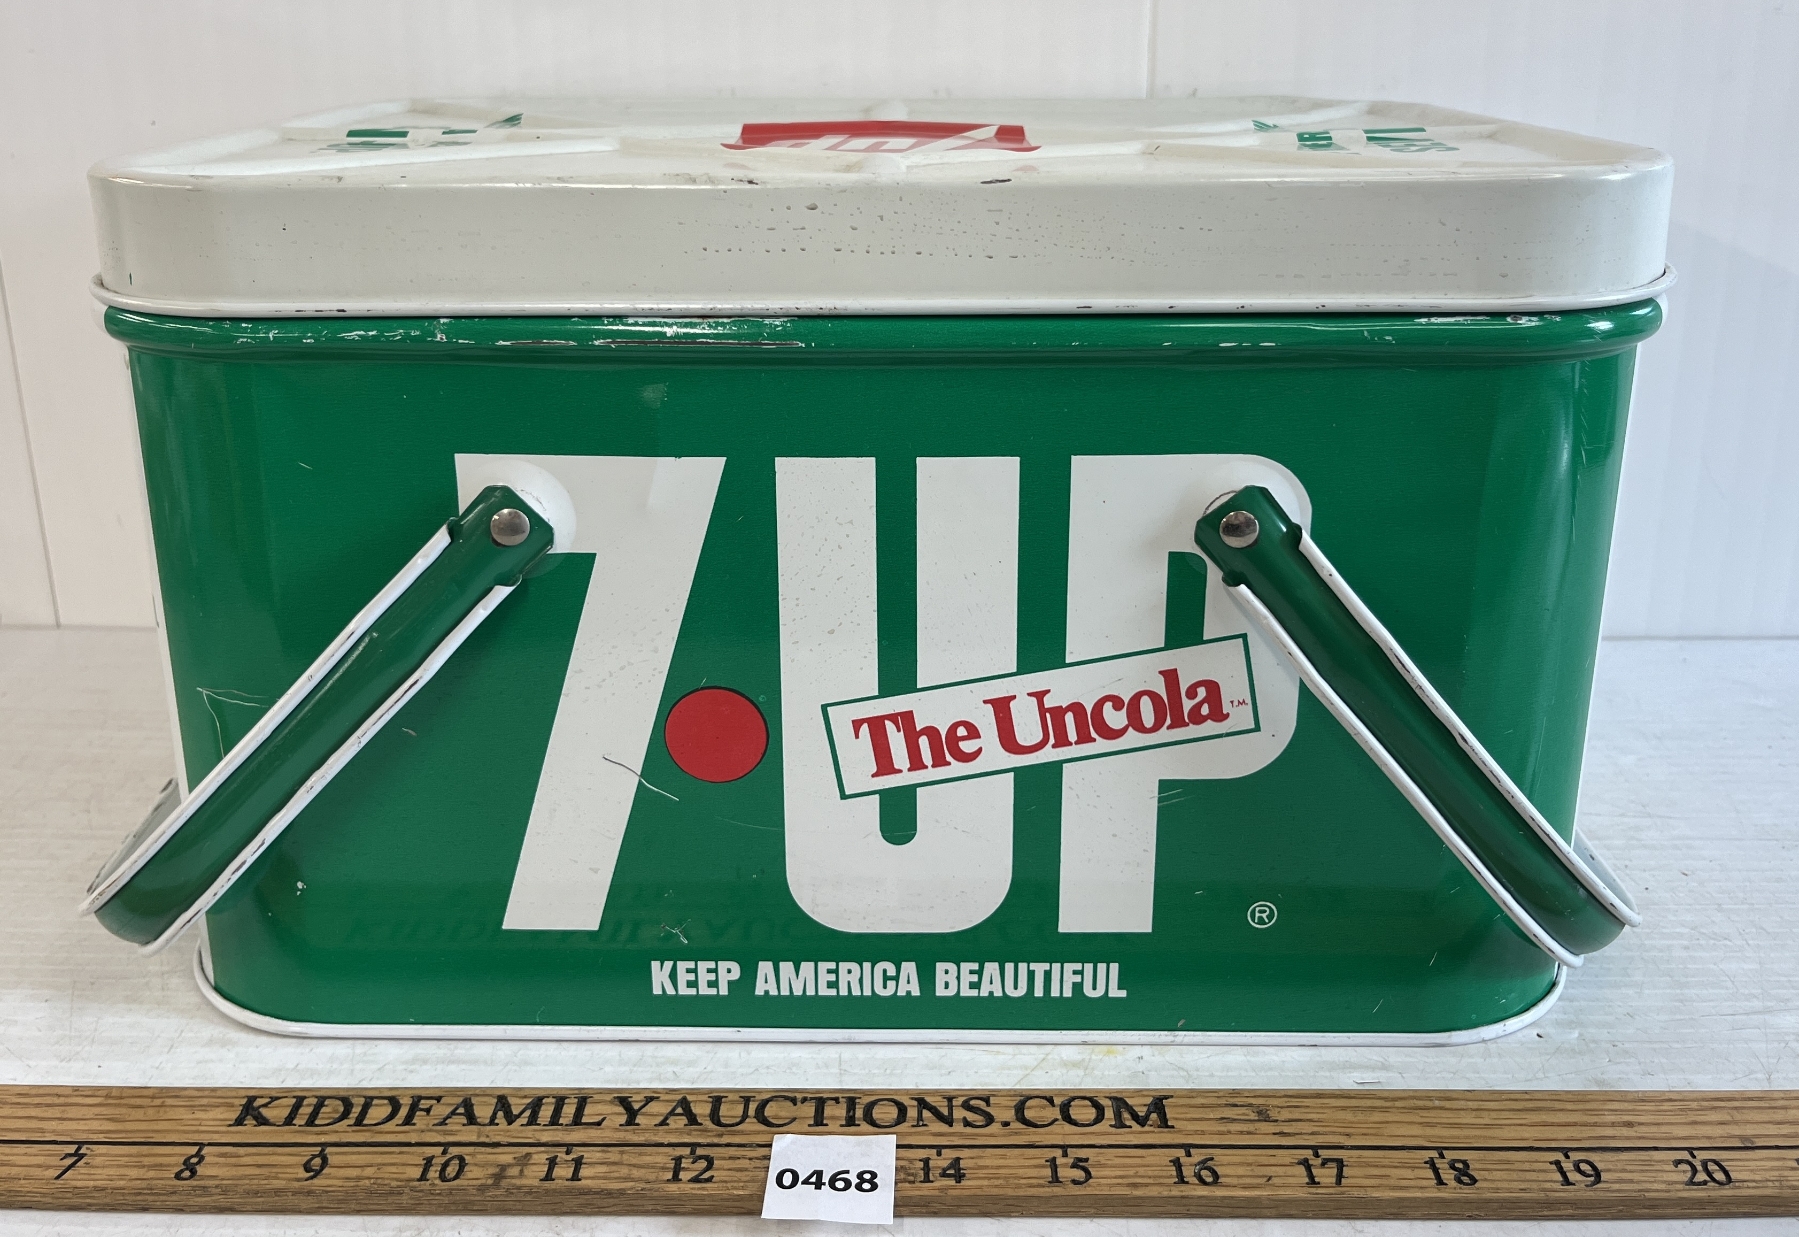 7UP
The Uncola T.M.
®
KEEP AMERICA BEAUTIFUL
KIDDFAMILYAUCTIONS.COM
7 8 9 10 11 12 14 15 16 17 18 19 20
0468